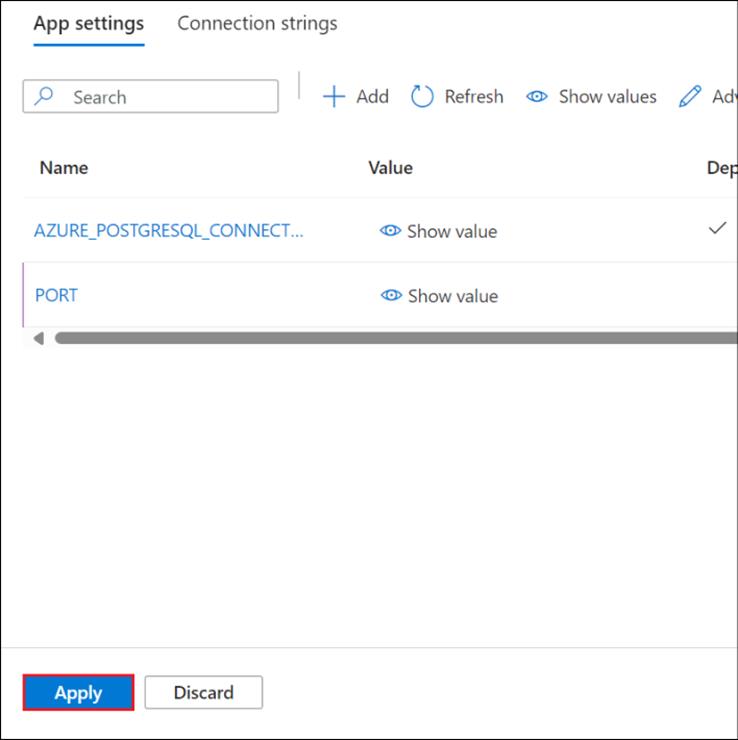 App settings Connection strings
Search Add Refresh Show values Adv
Name Value Dep
AZURE_POSTGRESQL_CONNECT... Show value
PORT Show value
Apply Discard